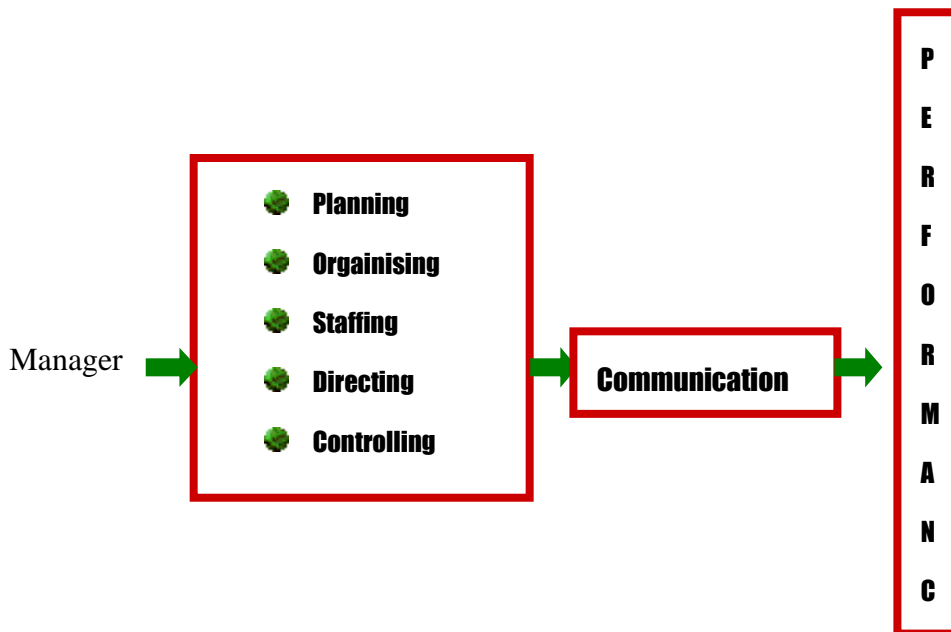 Manager
Planning
Orgainising
Staffing
Directing
Controlling
Communication
P
E
R
F
O
R
M
A
N
C